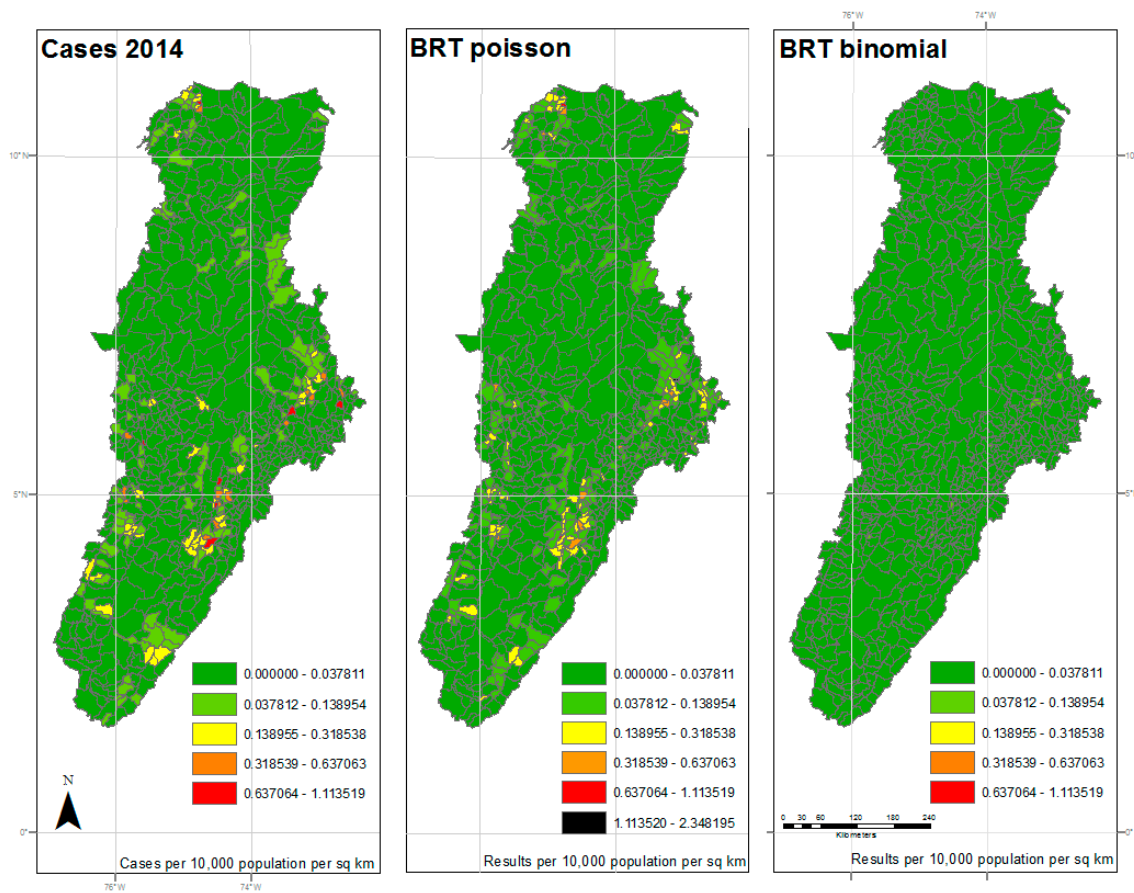 76°W 74°W
Cases 2014
BRT poisson
BRT binomial
10°N
10
5°N
5°N
0°
0°
N
0.000000 - 0.037811
0.037812 - 0.138954
0.138955 - 0.318538
0.318539 - 0.637063
0.637064 - 1.113519
Cases per 10,000 population per sq km
0.000000 - 0.037811
0.037812 - 0.138954
0.138955 - 0.318538
0.318539 - 0.637063
0.637064 - 1.113519
1.113520 - 2.348195
Results per 10,000 population per sq km
0.000000 - 0.037811
0.037812 - 0.138954
0.138955 - 0.318538
0.318539 - 0.637063
0.637064 - 1.113519
0 30 60 120 180 240
Kilometers
Results per 10,000 population per sq km
76°W 74°W
76°W 74°W